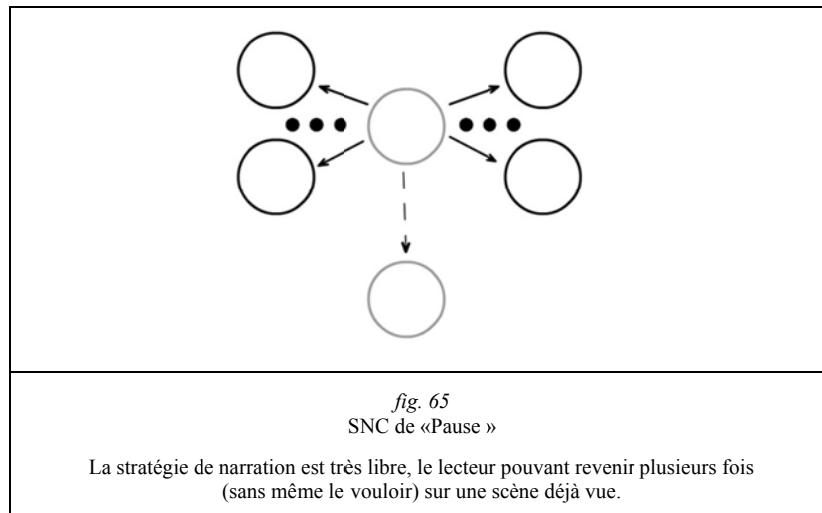 fig. 65
SNC de «Pause »
La stratégie de narration est très libre, le lecteur pouvant revenir plusieurs fois
(sans même le vouloir) sur une scène déjà vue.